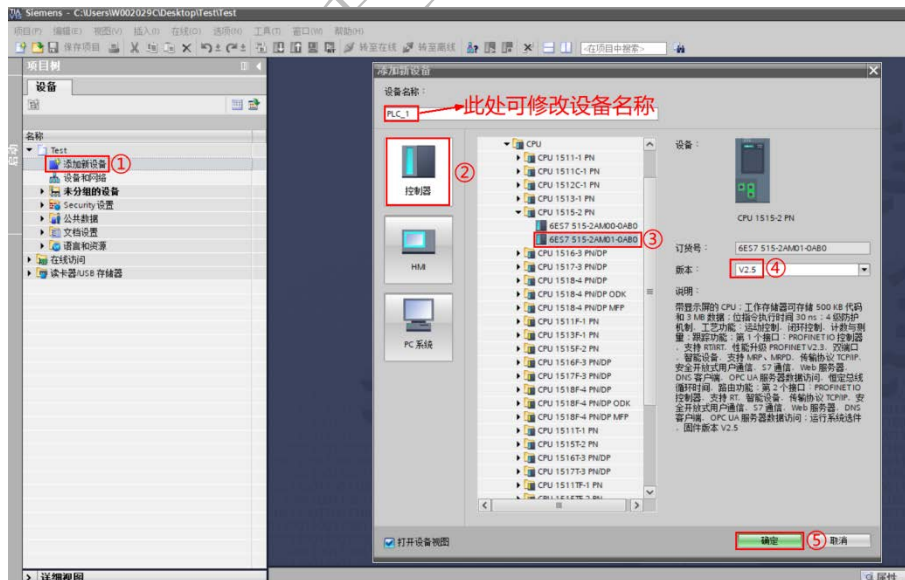 Siemens - C:\Users\W002029C\Desktop\Test\Test
项目(P) 编辑(E) 视图(V) 插入(I) 在线(O) 选项(N) 工具(T) 窗口(W) 帮助(H)
保存项目 转至在线 转至离线 <在项目中搜索>
项目树
设备
名称
Test
添加新设备 ①
设备和网络
未分组的设备
Security 设置
公共数据
文档设置
语言和资源
在线访问
读卡器/USB 存储器
详细视图
添加新设备
设备名称：
PLC_1 此处可修改设备名称
控制器 ②
HMI
PC 系统
CPU
CPU 1511-1 PN
CPU 1511C-1 PN
CPU 1512C-1 PN
CPU 1513-1 PN
CPU 1515-2 PN
6ES7 515-2AM00-0AB0
6ES7 515-2AM01-0AB0 ③
CPU 1516-3 PN/DP
CPU 1517-3 PN/DP
CPU 1518-4 PN/DP
CPU 1518-4 PN/DP ODK
CPU 1518-4 PN/DP MFP
CPU 1511F-1 PN
CPU 1513F-1 PN
CPU 1515F-2 PN
CPU 1516F-3 PN/DP
CPU 1517F-3 PN/DP
CPU 1518F-4 PN/DP
CPU 1518F-4 PN/DP ODK
CPU 1518F-4 PN/DP MFP
CPU 1511T-1 PN
CPU 1515T-2 PN
CPU 1516T-3 PN/DP
CPU 1517T-3 PN/DP
CPU 1511TF-1 PN
CPU 1515TF-2 PN
设备：
CPU 1515-2 PN
订货号： 6ES7 515-2AM01-0AB0
版本： V2.5 ④
说明：
带显示屏的 CPU；工作存储器可存储 500 KB 代码
和 3 MB 数据；位指令执行时间 30 ns；4 级防护
机制，工艺功能：运动控制，闭环控制，计数与测
量；跟踪功能；第 1 个接口：PROFINET IO 控制器
，支持 RT/IRT，性能升级 PROFINET V2.3，双端口
，智能设备，支持 MRP、MRPD，传输协议 TCP/IP，
安全开放式用户通信，S7 通信，Web 服务器，
DNS 客户端，OPC UA 服务器数据访问，恒定总线
循环时间，路由功能；第 2 个接口：PROFINET IO
控制器，支持 RT，智能设备，传输协议 TCP/IP，安
全开放式用户通信，S7 通信，Web 服务器，DNS
客户端，OPC UA 服务器数据访问；运行系统选件
，固件版本 V2.5
打开设备视图
确定 ⑤ 取消
属性